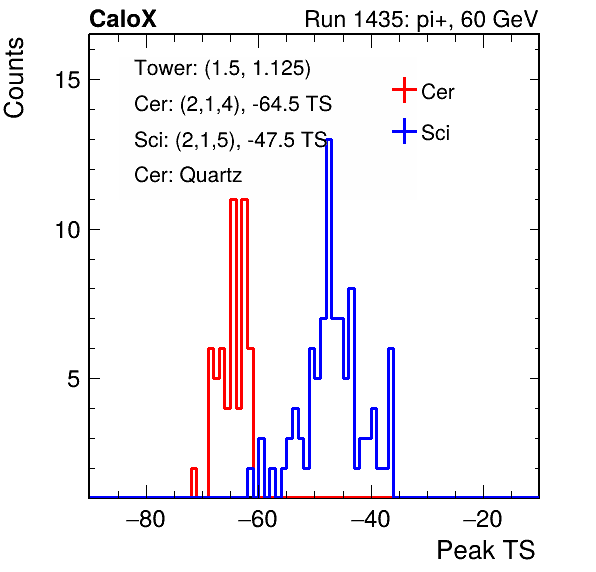 CaloX Run 1435: pi+, 60 GeV
Counts
Tower: (1.5, 1.125)
Cer: (2,1,4), -64.5 TS
Sci: (2,1,5), -47.5 TS
Cer: Quartz
Cer
Sci
15
10
5
−80 −60 −40 −20
Peak TS